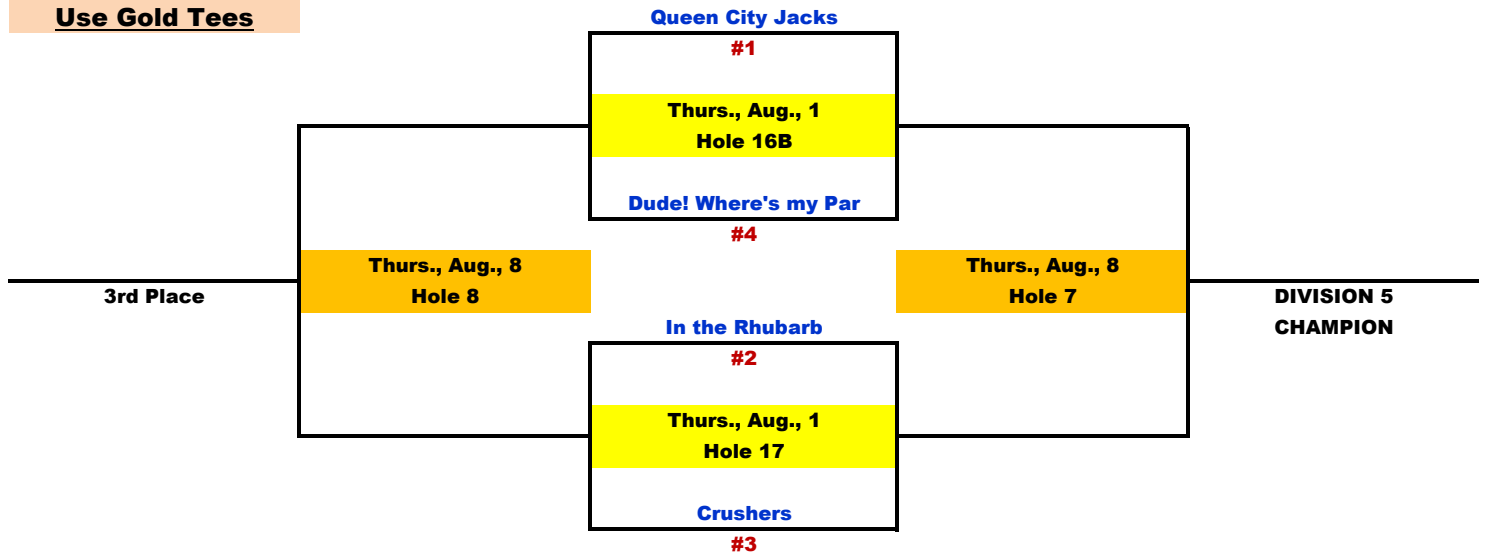 Use Gold Tees
Queen City Jacks
#1
Thurs., Aug., 1
Hole 16B
Dude! Where's my Par
#4
Thurs., Aug., 8
Hole 8
3rd Place
Thurs., Aug., 8
Hole 7
DIVISION 5
CHAMPION
In the Rhubarb
#2
Thurs., Aug., 1
Hole 17
Crushers
#3